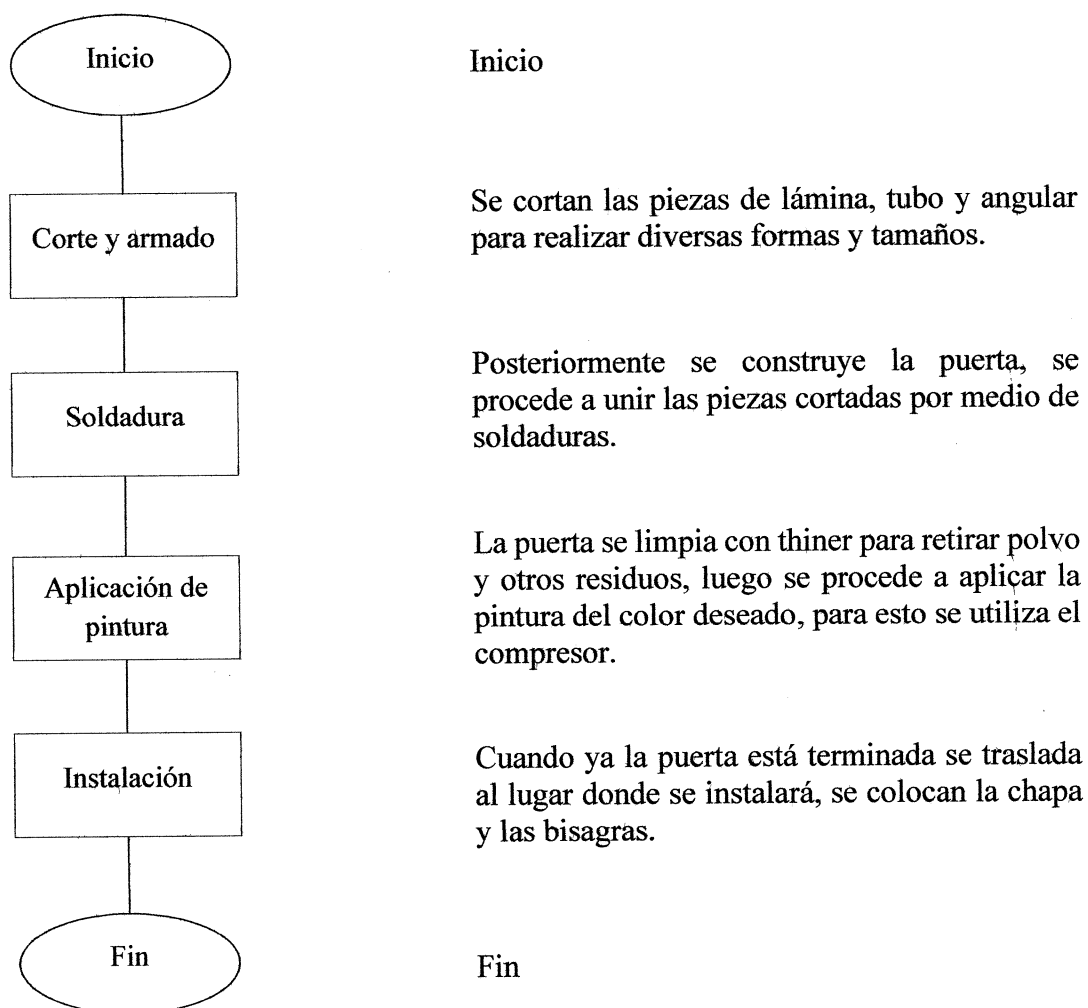 Inicio
Inicio
Corte y armado
Se cortan las piezas de lámina, tubo y angular
para realizar diversas formas y tamaños.
Soldadura
Posteriormente se construye la puerta, se
procede a unir las piezas cortadas por medio de
soldaduras.
Aplicación de
pintura
La puerta se limpia con thiner para retirar polvo
y otros residuos, luego se procede a aplicar la
pintura del color deseado, para esto se utiliza el
compresor.
Instalación
Cuando ya la puerta está terminada se traslada
al lugar donde se instalará, se colocan la chapa
y las bisagras.
Fin
Fin